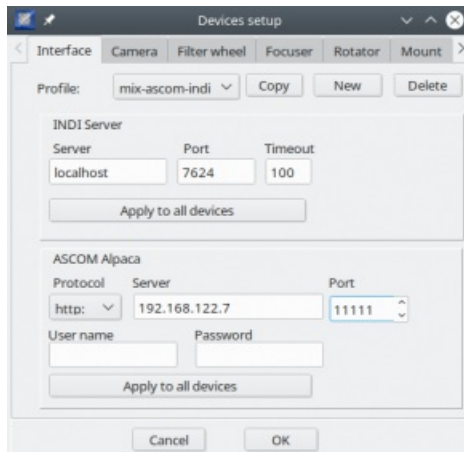 Devices setup
Interface Camera Filter wheel Focuser Rotator Mount
Profile: mix-ascom-indi Copy New Delete
INDI Server
Server Port Timeout
localhost 7624 100
Apply to all devices
ASCOM Alpaca
Protocol Server Port
http: 192.168.122.7 11111
User name Password
Apply to all devices
Cancel OK